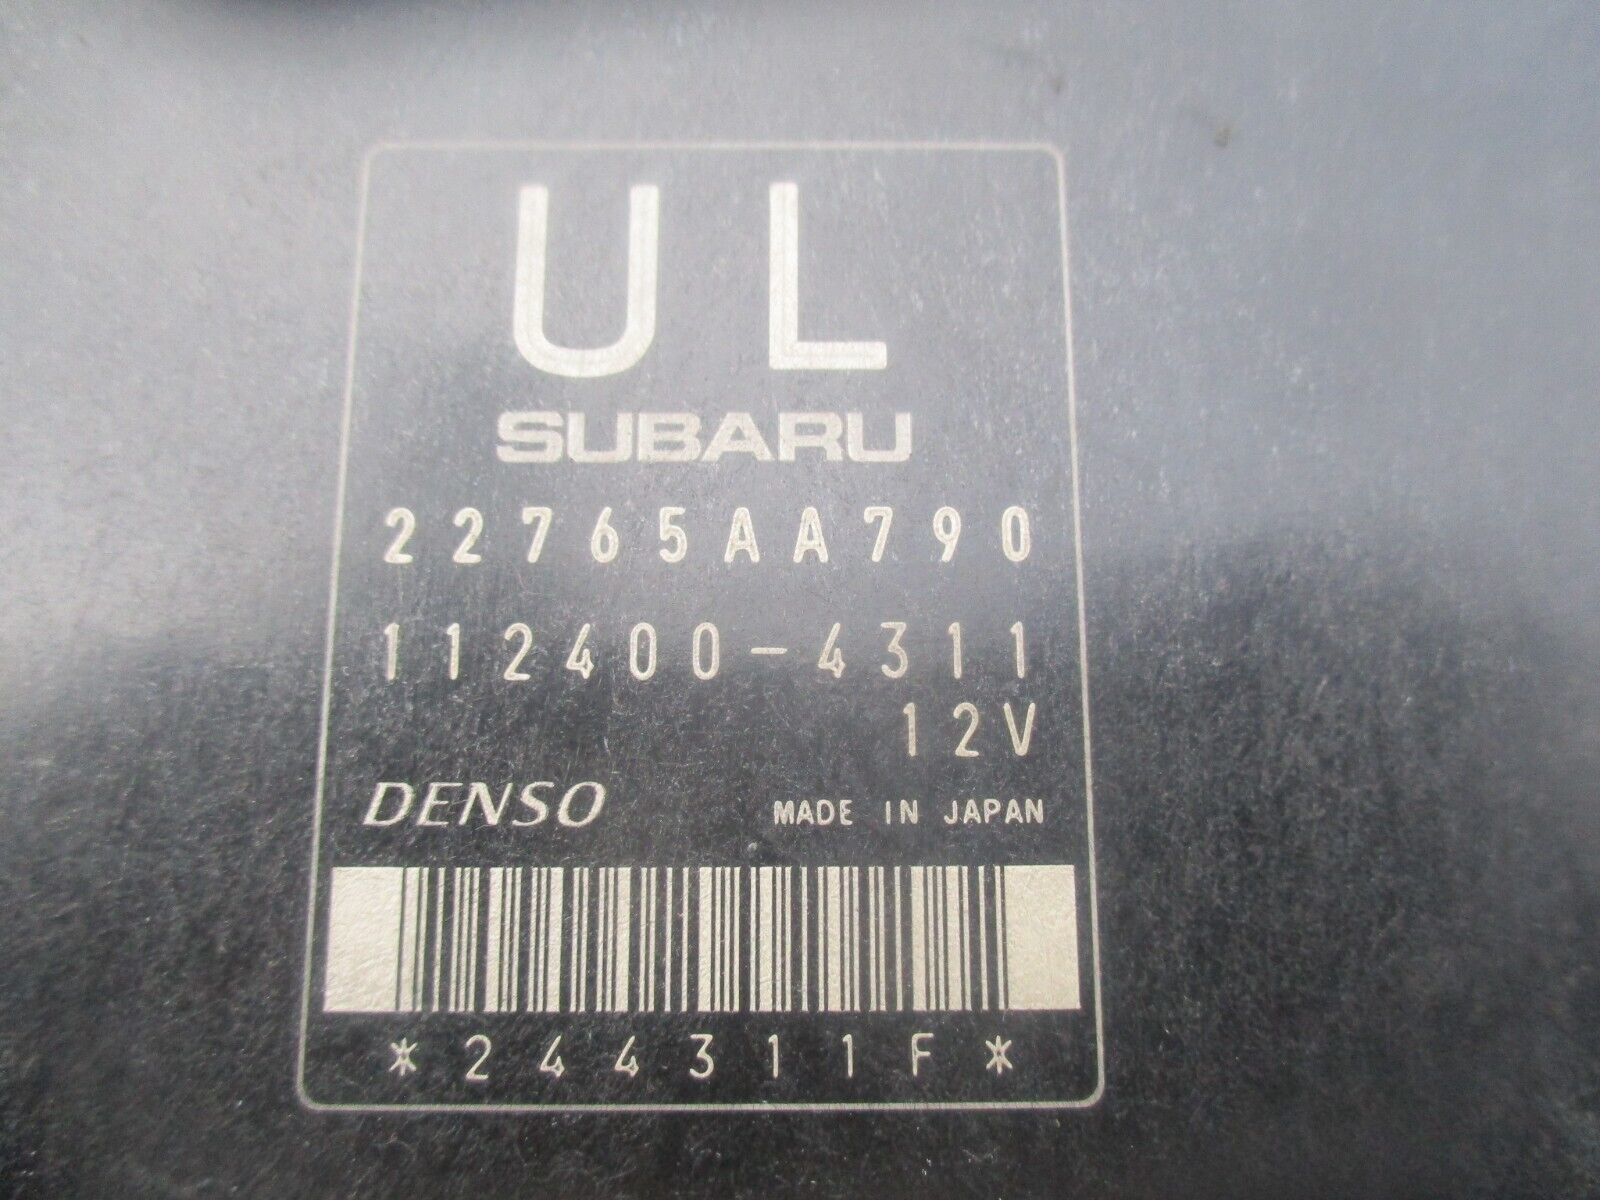 UL
SUBARU
22765AA790
112400-4311
12V
DENSO MADE IN JAPAN
*244311F*